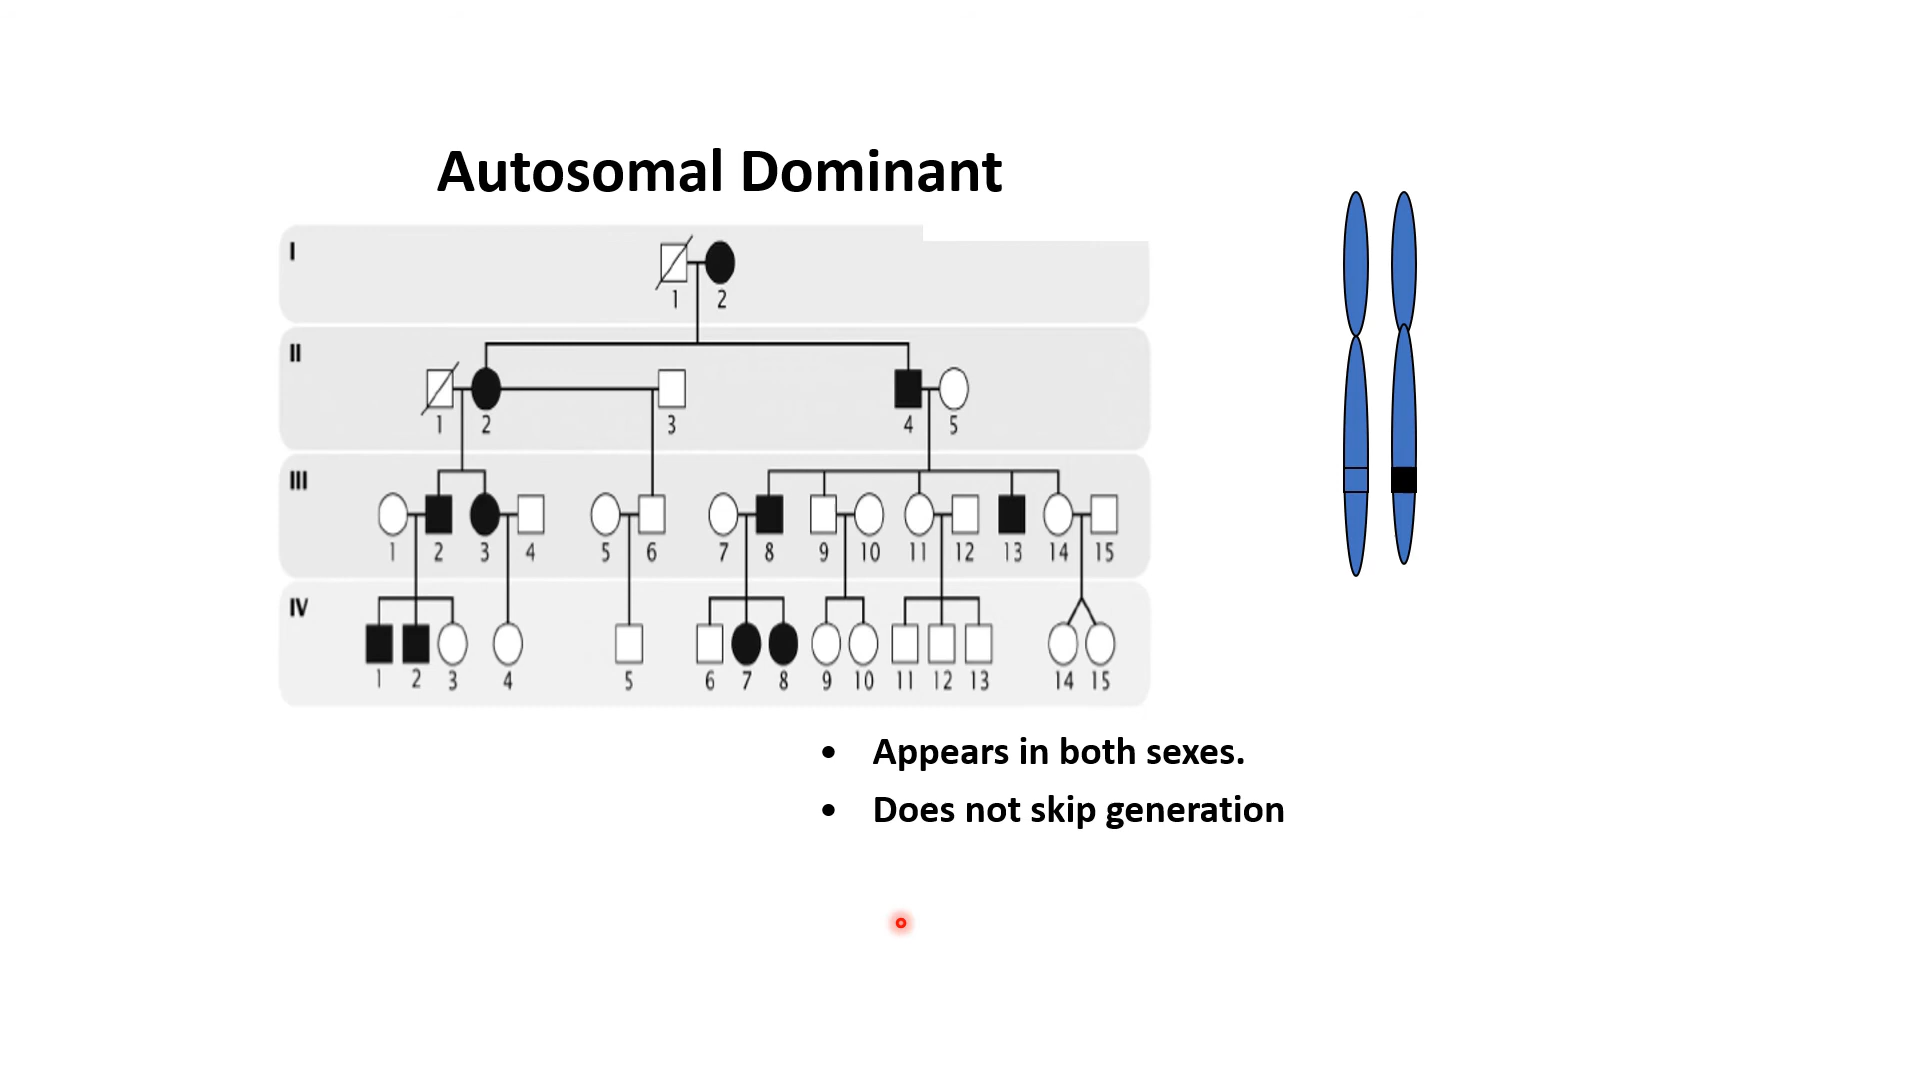 Autosomal Dominant
I
1 2
II
1 2 3 4 5
III
1 2 3 4 5 6 7 8 9 10 11 12 13 14 15
IV
1 2 3 4 5 6 7 8 9 10 11 12 13 14 15
• Appears in both sexes.
• Does not skip generation